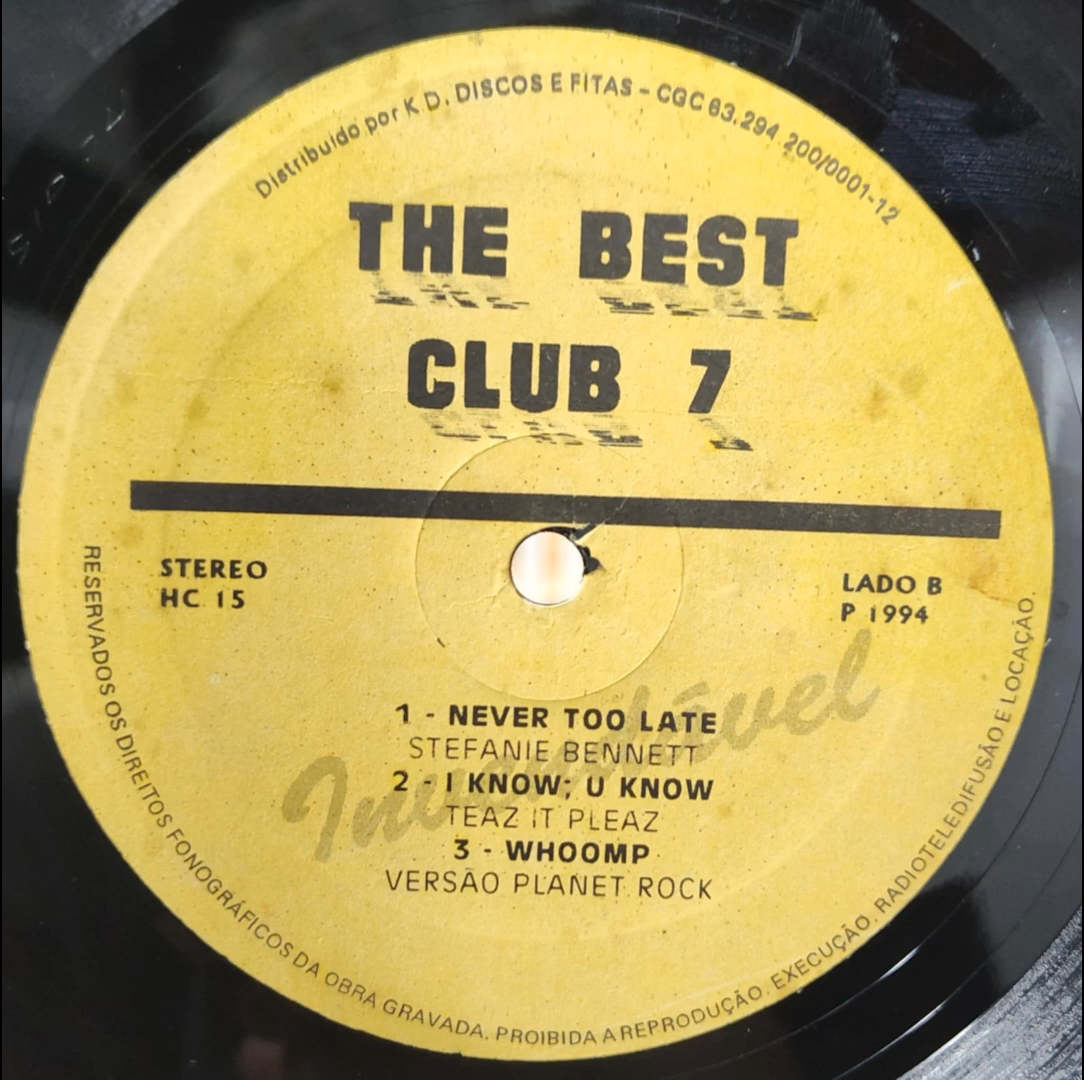 Distribuido por K D. DISCOS E FITAS - CGC 63.294 200/0001-12
THE BEST
CLUB 7
STEREO
HC 15
LADO B
P 1994
Invendável
1 - NEVER TOO LATE
STEFANIE BENNETT
2 - I KNOW; U KNOW
TEAZ IT PLEAZ
3 - WHOOMP
VERSÃO PLANET ROCK
RESERVADOS OS DIREITOS FONOGRÁFICOS DA OBRA GRAVADA. PROIBIDA A REPRODUÇÃO. EXECUÇÃO. RADIOTELEDIFUSÃO E LOCAÇÃO.